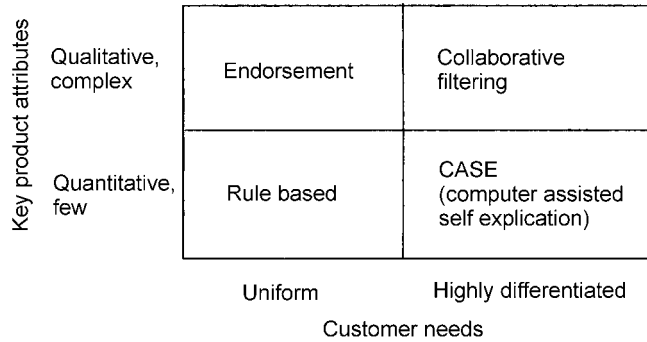 Key product attributes
Qualitative,
complex
Endorsement
Collaborative
filtering
Quantitative,
few
Rule based
CASE
(computer assisted
self explication)
Uniform
Highly differentiated
Customer needs